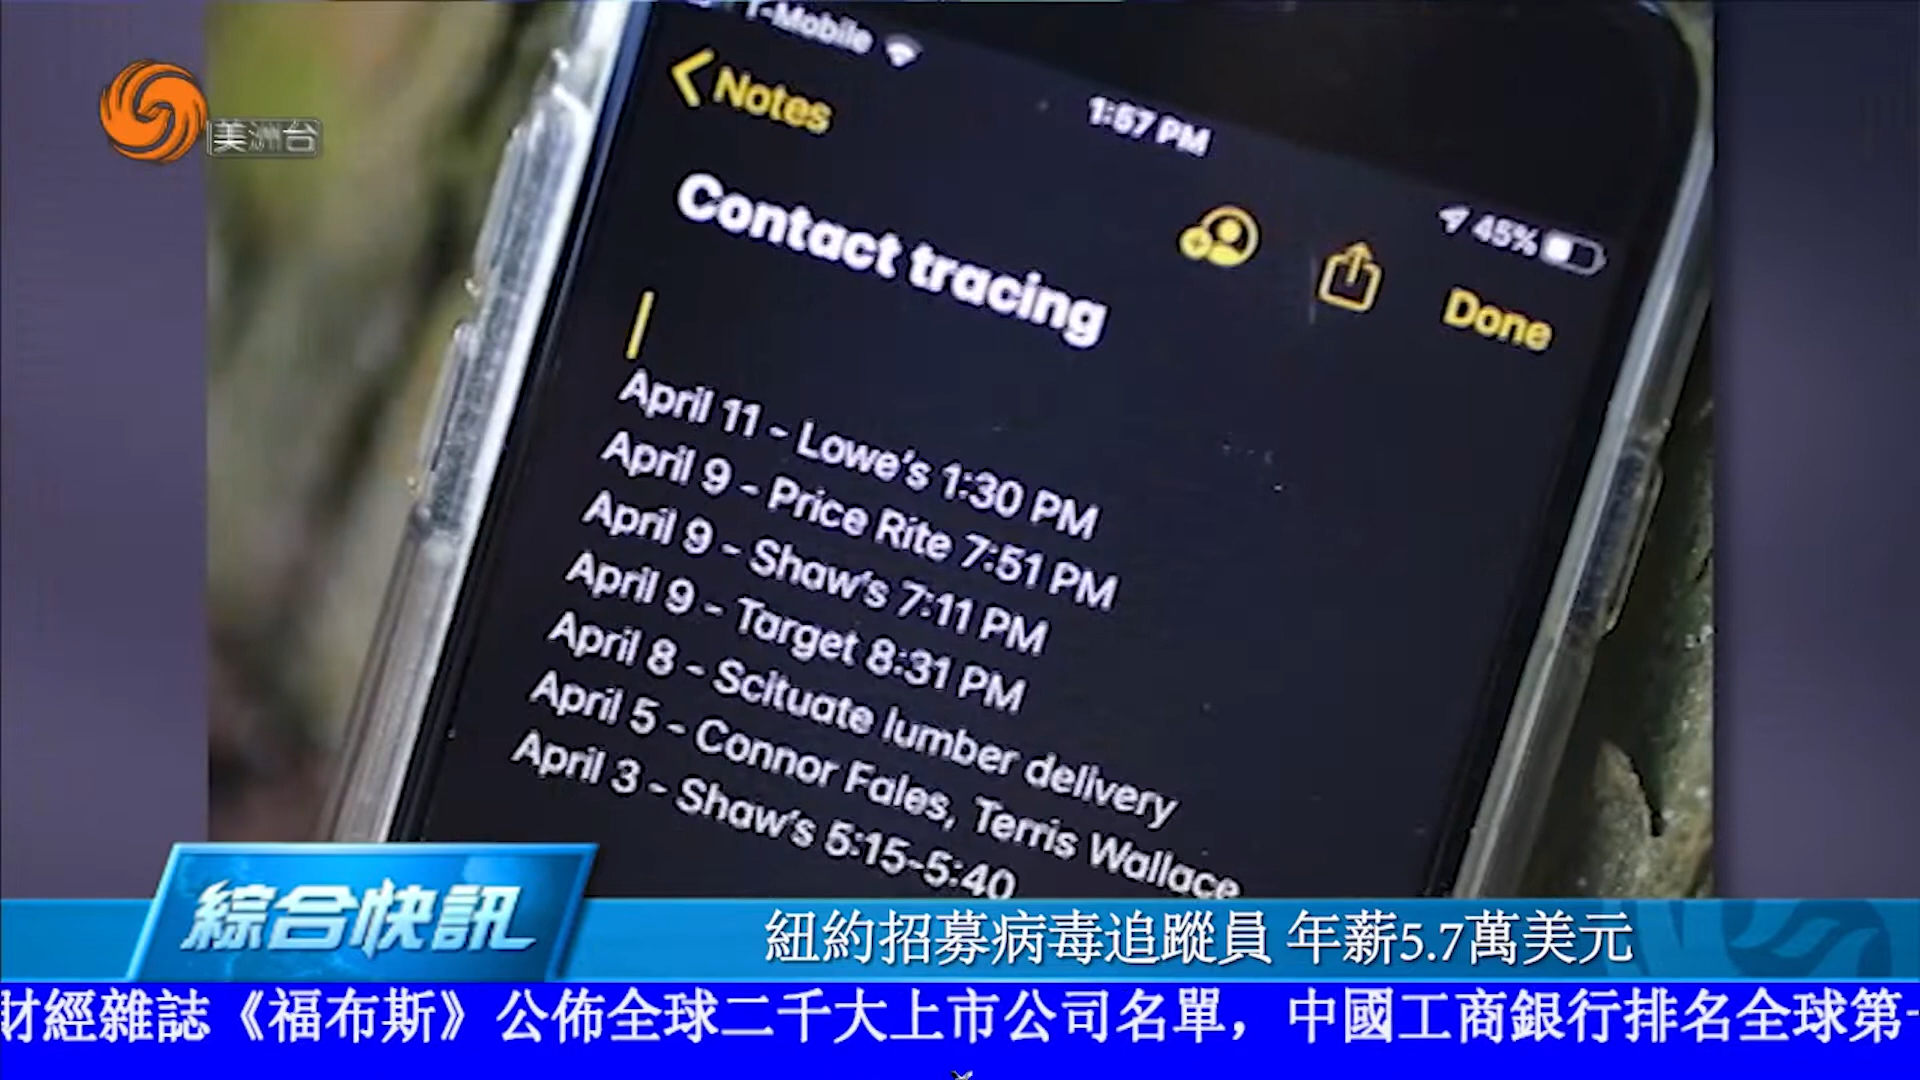 T-Mobile
美洲台
Notes
1:57 PM
45%
Contact tracing
Done
April 11 - Lowe's 1:30 PM
April 9 - Price Rite 7:51 PM
April 9 - Shaw's 7:11 PM
April 9 - Target 8:31 PM
April 8 - Scituate lumber delivery
April 5 - Connor Fales, Terris Wallace
April 3 - Shaw's 5:15-5:40
綜合快訊
紐約招募病毒追蹤員 年薪5.7萬美元
財經雜誌《福布斯》公佈全球二千大上市公司名單，中國工商銀行排名全球第